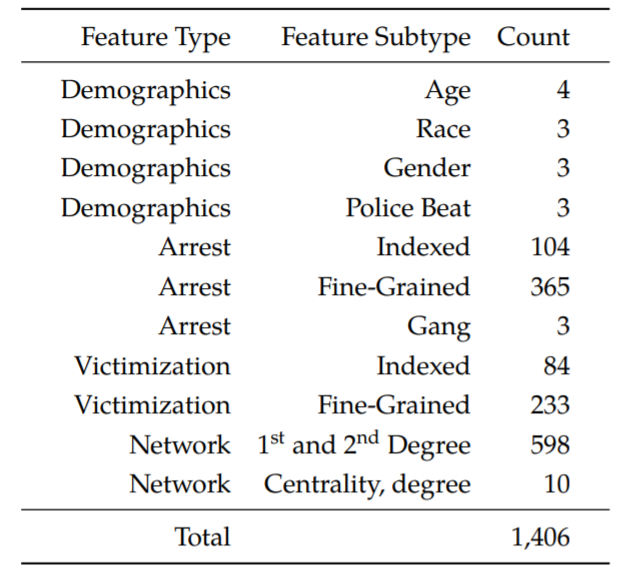 Feature Type Feature Subtype Count
Demographics Age 4
Demographics Race 3
Demographics Gender 3
Demographics Police Beat 3
Arrest Indexed 104
Arrest Fine-Grained 365
Arrest Gang 3
Victimization Indexed 84
Victimization Fine-Grained 233
Network 1st and 2nd Degree 598
Network Centrality, degree 10
Total 1,406